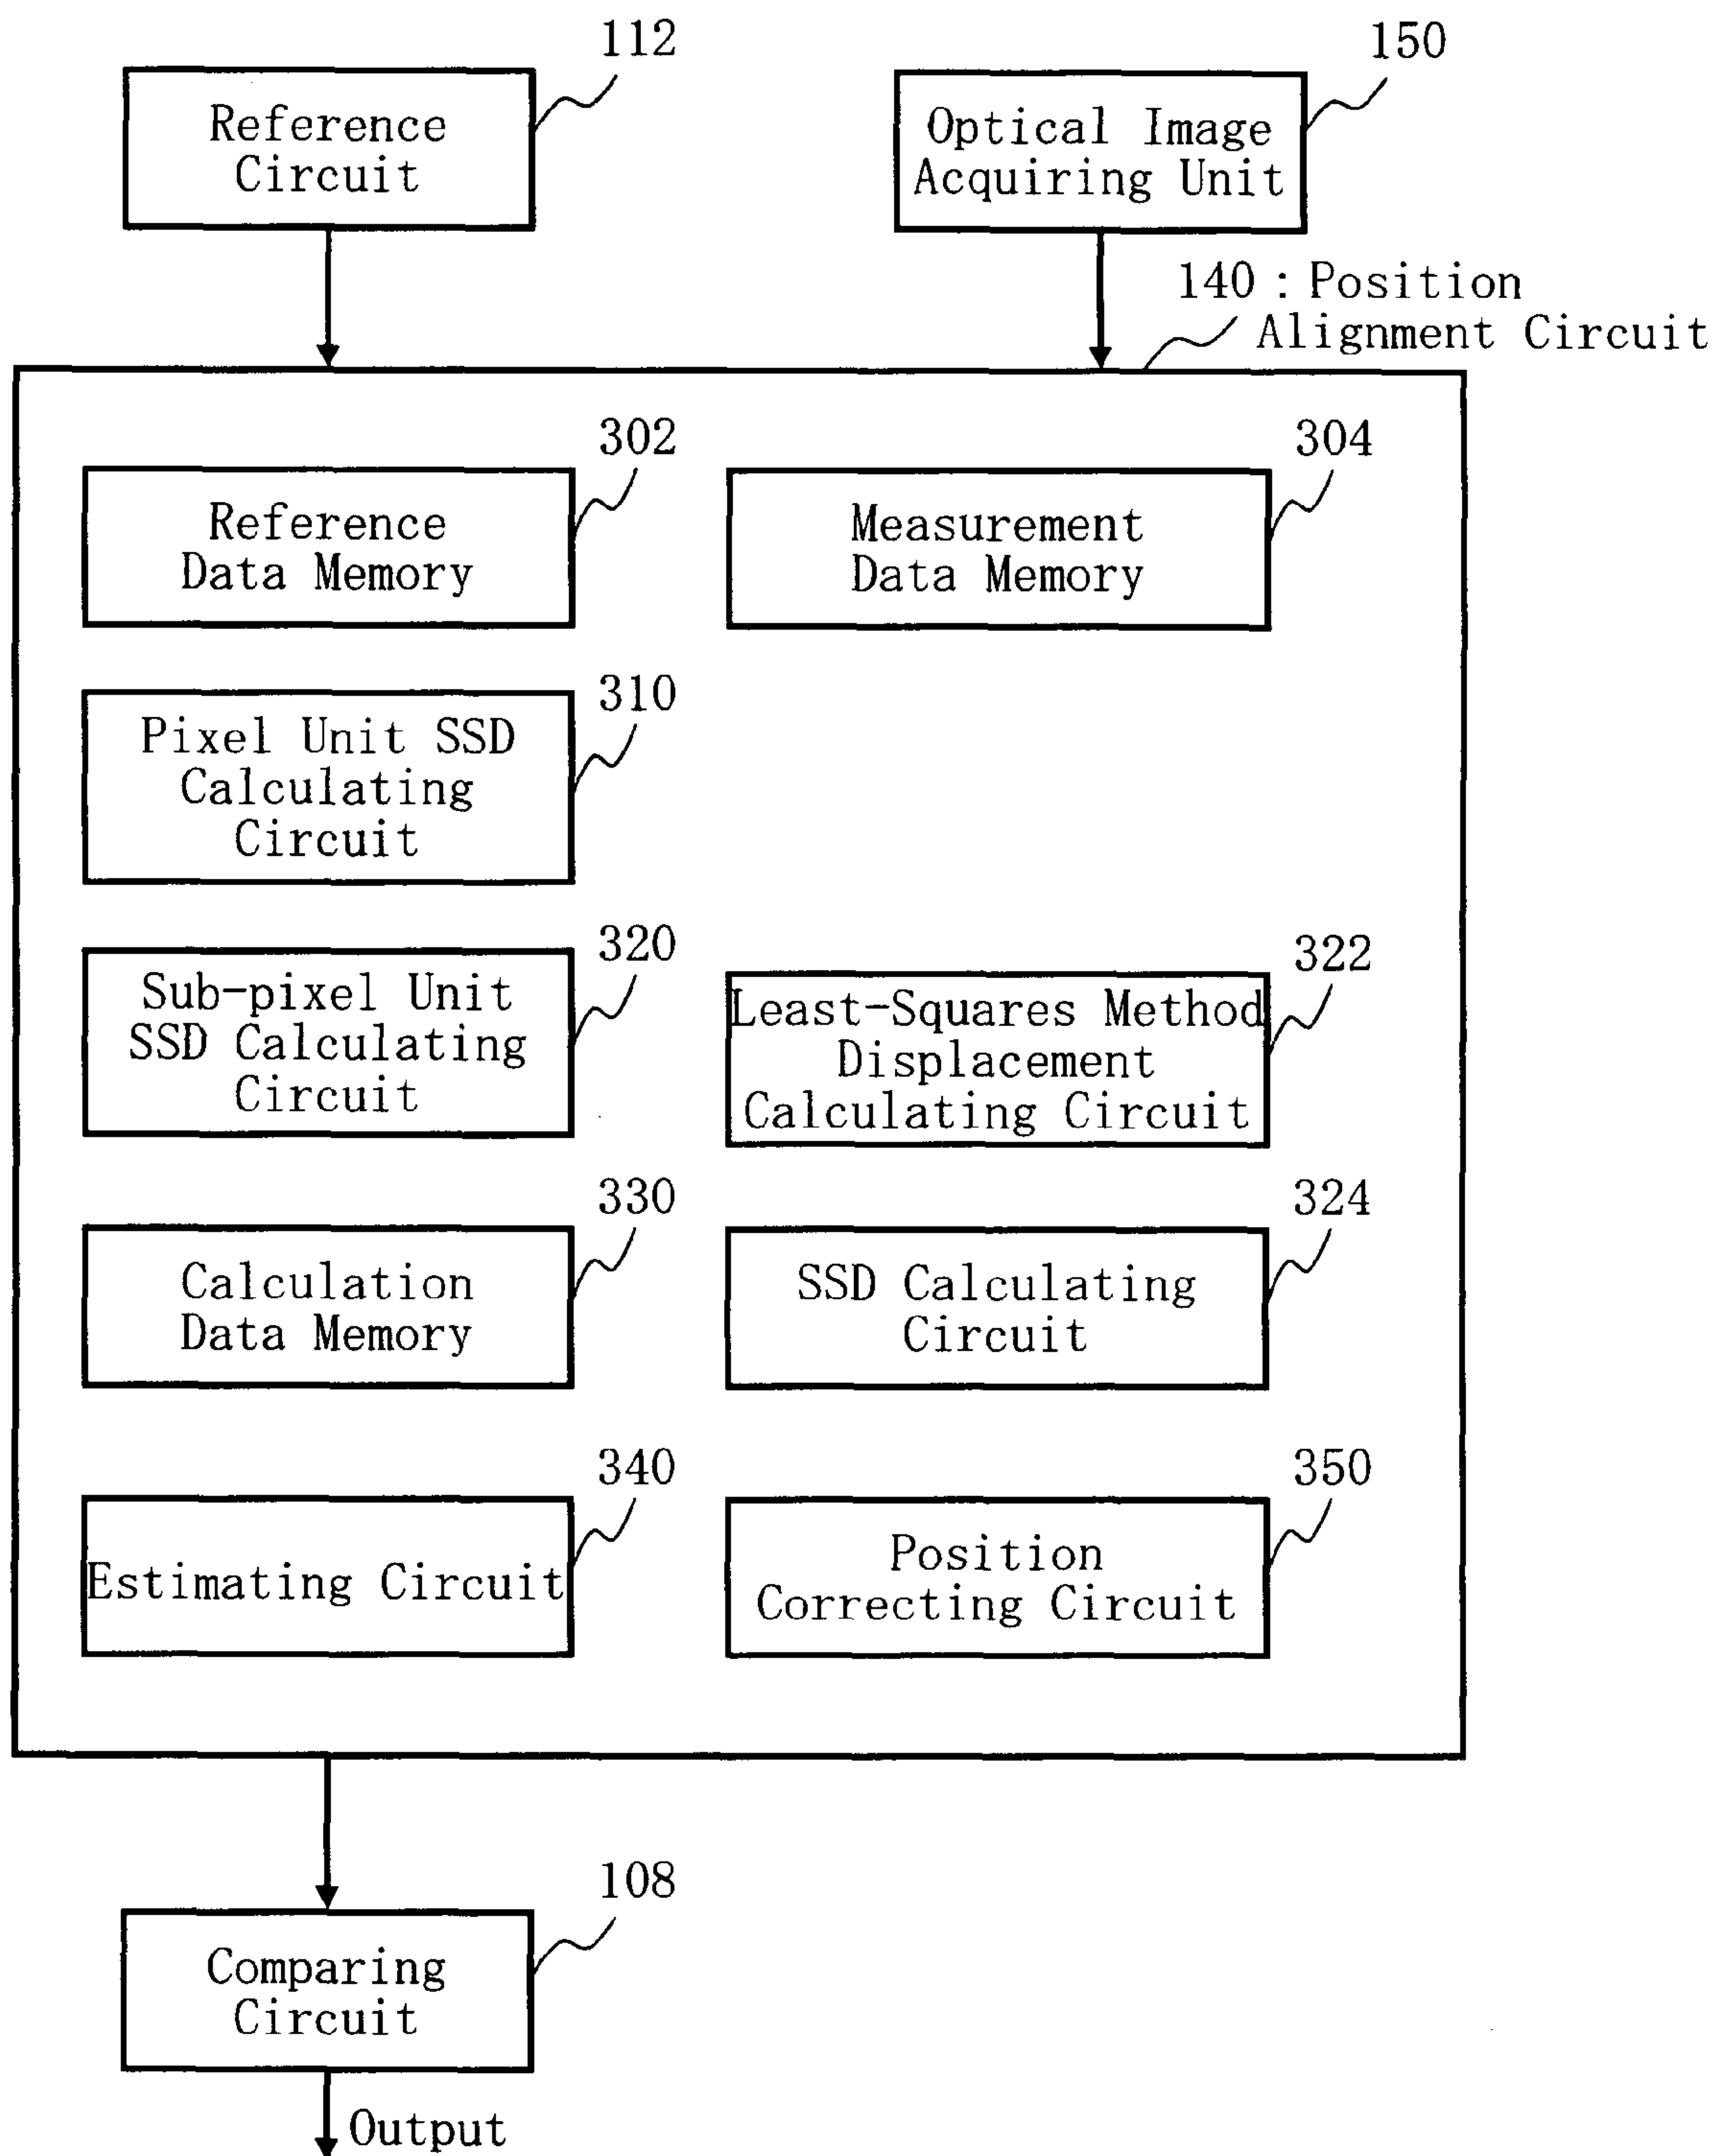 112
Reference
Circuit
150
Optical Image
Acquiring Unit
140 : Position
Alignment Circuit
302
Reference
Data Memory
304
Measurement
Data Memory
310
Pixel Unit SSD
Calculating
Circuit
320
Sub-pixel Unit
SSD Calculating
Circuit
322
Least-Squares Method
Displacement
Calculating Circuit
330
Calculation
Data Memory
324
SSD Calculating
Circuit
340
Estimating Circuit
350
Position
Correcting Circuit
108
Comparing
Circuit
Output